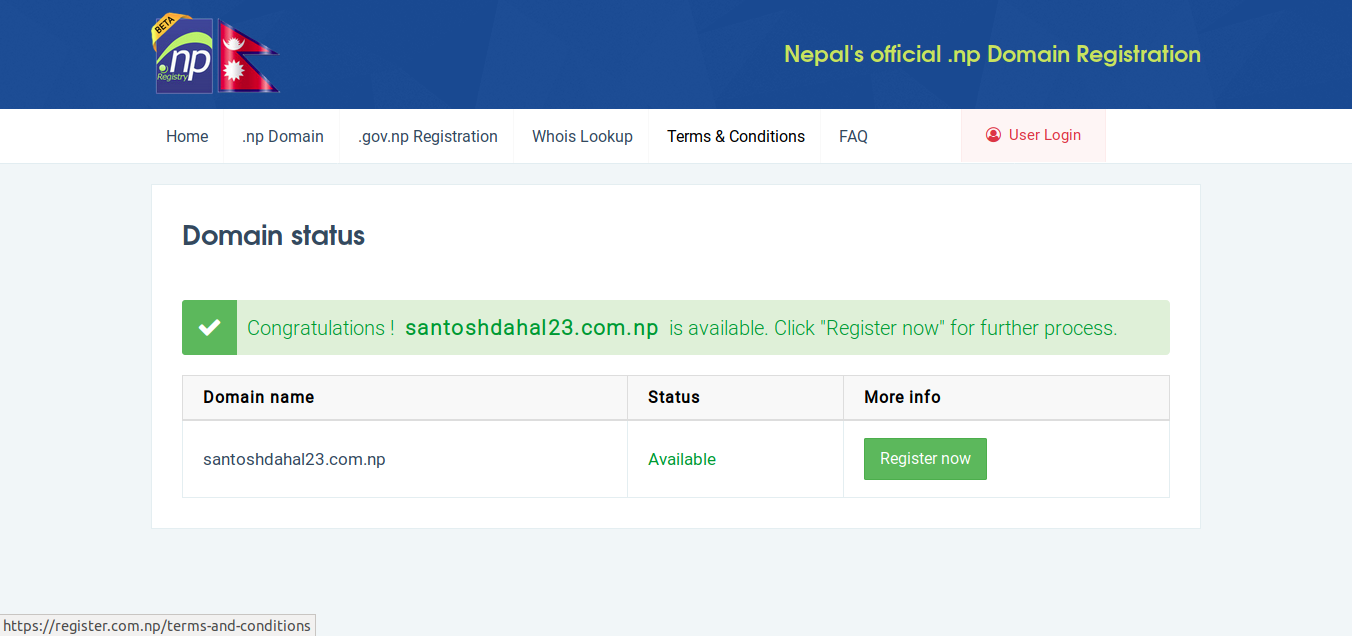 BETA
.np
Registry
Nepal's official .np Domain Registration
Home .np Domain .gov.np Registration Whois Lookup Terms & Conditions FAQ User Login
Domain status
Congratulations ! santoshdahal23.com.np is available. Click "Register now" for further process.
Domain name Status More info
santoshdahal23.com.np Available Register now
https://register.com.np/terms-and-conditions